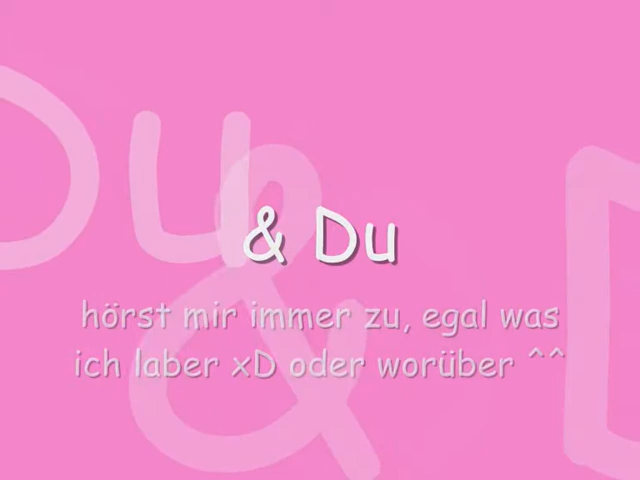 & Du
hörst mir immer zu, egal was
ich laber xD oder worüber ^^